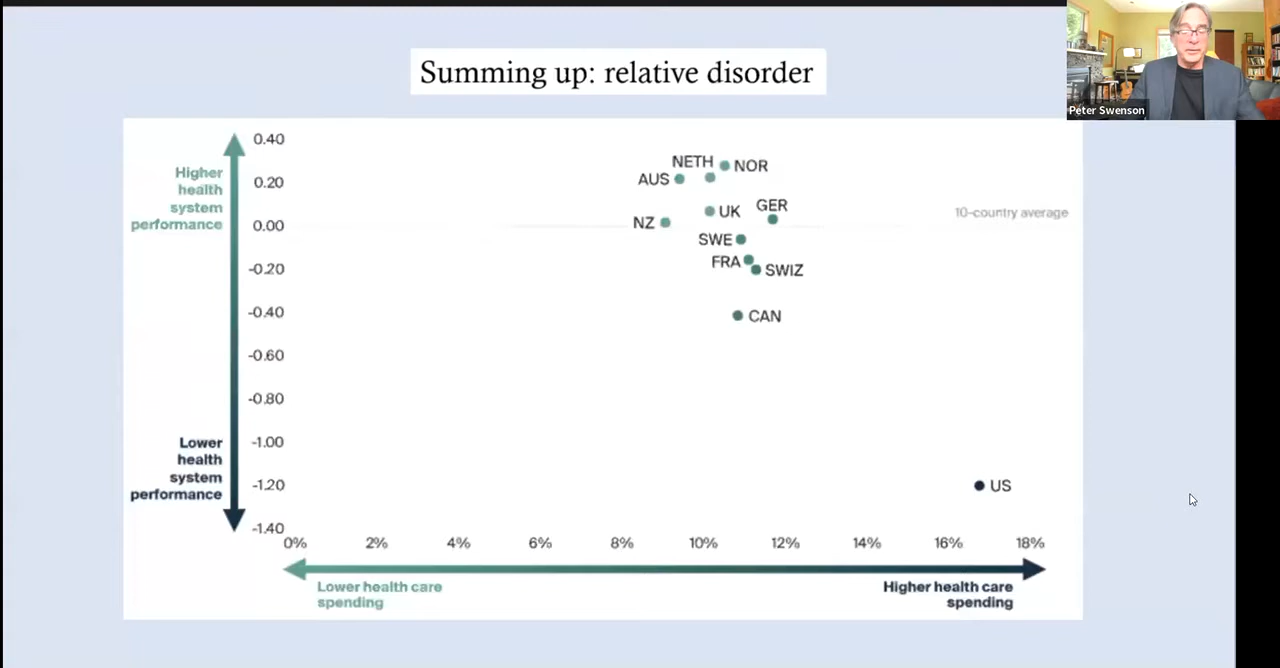 Summing up: relative disorder
Peter Swenson
Higher
health
system
performance
Lower
health
system
performance
0.40
0.20
0.00
-0.20
-0.40
-0.60
-0.80
-1.00
-1.20
-1.40
NETH
NOR
AUS
UK
GER
NZ
SWE
FRA
SWIZ
CAN
US
10-country average
0% 2% 4% 6% 8% 10% 12% 14% 16% 18%
Lower health care
spending
Higher health care
spending